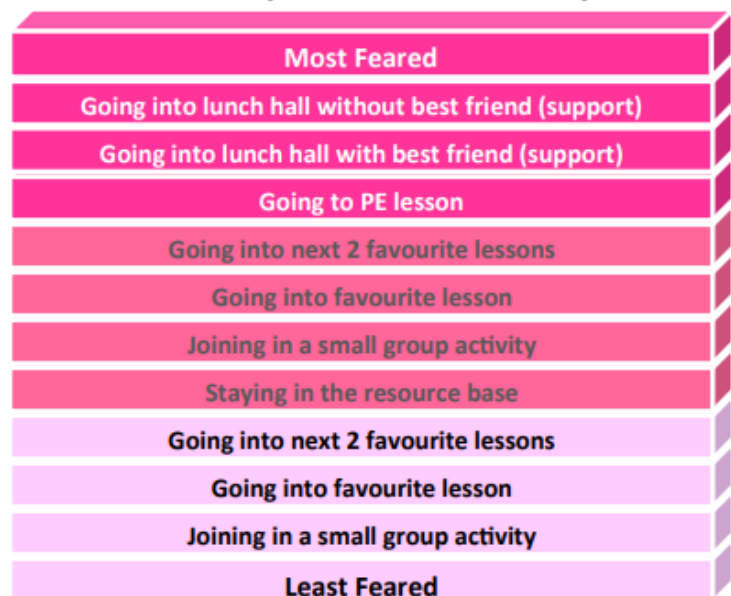 Most Feared
Going into lunch hall without best friend (support)
Going into lunch hall with best friend (support)
Going to PE lesson
Going into next 2 favourite lessons
Going into favourite lesson
Joining in a small group activity
Staying in the resource base
Going into next 2 favourite lessons
Going into favourite lesson
Joining in a small group activity
Least Feared